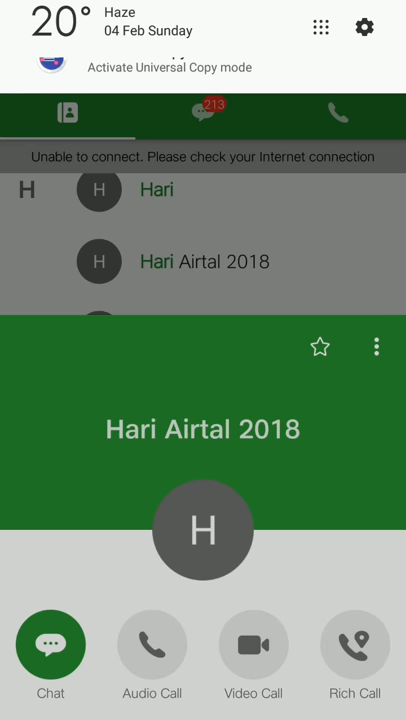 20°
Haze
04 Feb Sunday
Activate Universal Copy mode
213
Unable to connect. Please check your Internet connection
H
H
Hari
H
Hari Airtal 2018
Hari Airtal 2018
H
Chat
Audio Call
Video Call
Rich Call